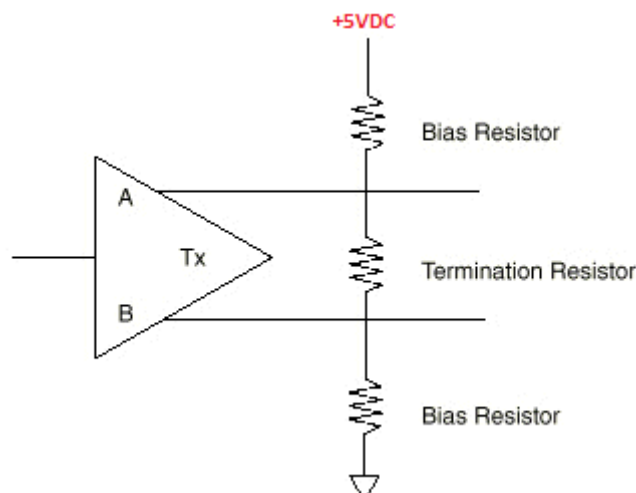 +5VDC
Bias Resistor
A
Tx
Termination Resistor
B
Bias Resistor